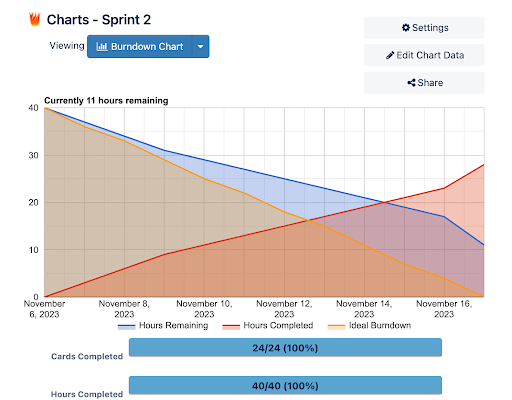 Charts - Sprint 2
Viewing
Burndown Chart
Settings
Edit Chart Data
Share
Currently 11 hours remaining
40
30
20
10
0
November 6, 2023
November 8, 2023
November 10, 2023
November 12, 2023
November 14, 2023
November 16, 2023
Hours Remaining
Hours Completed
Ideal Burndown
Cards Completed
24/24 (100%)
Hours Completed
40/40 (100%)